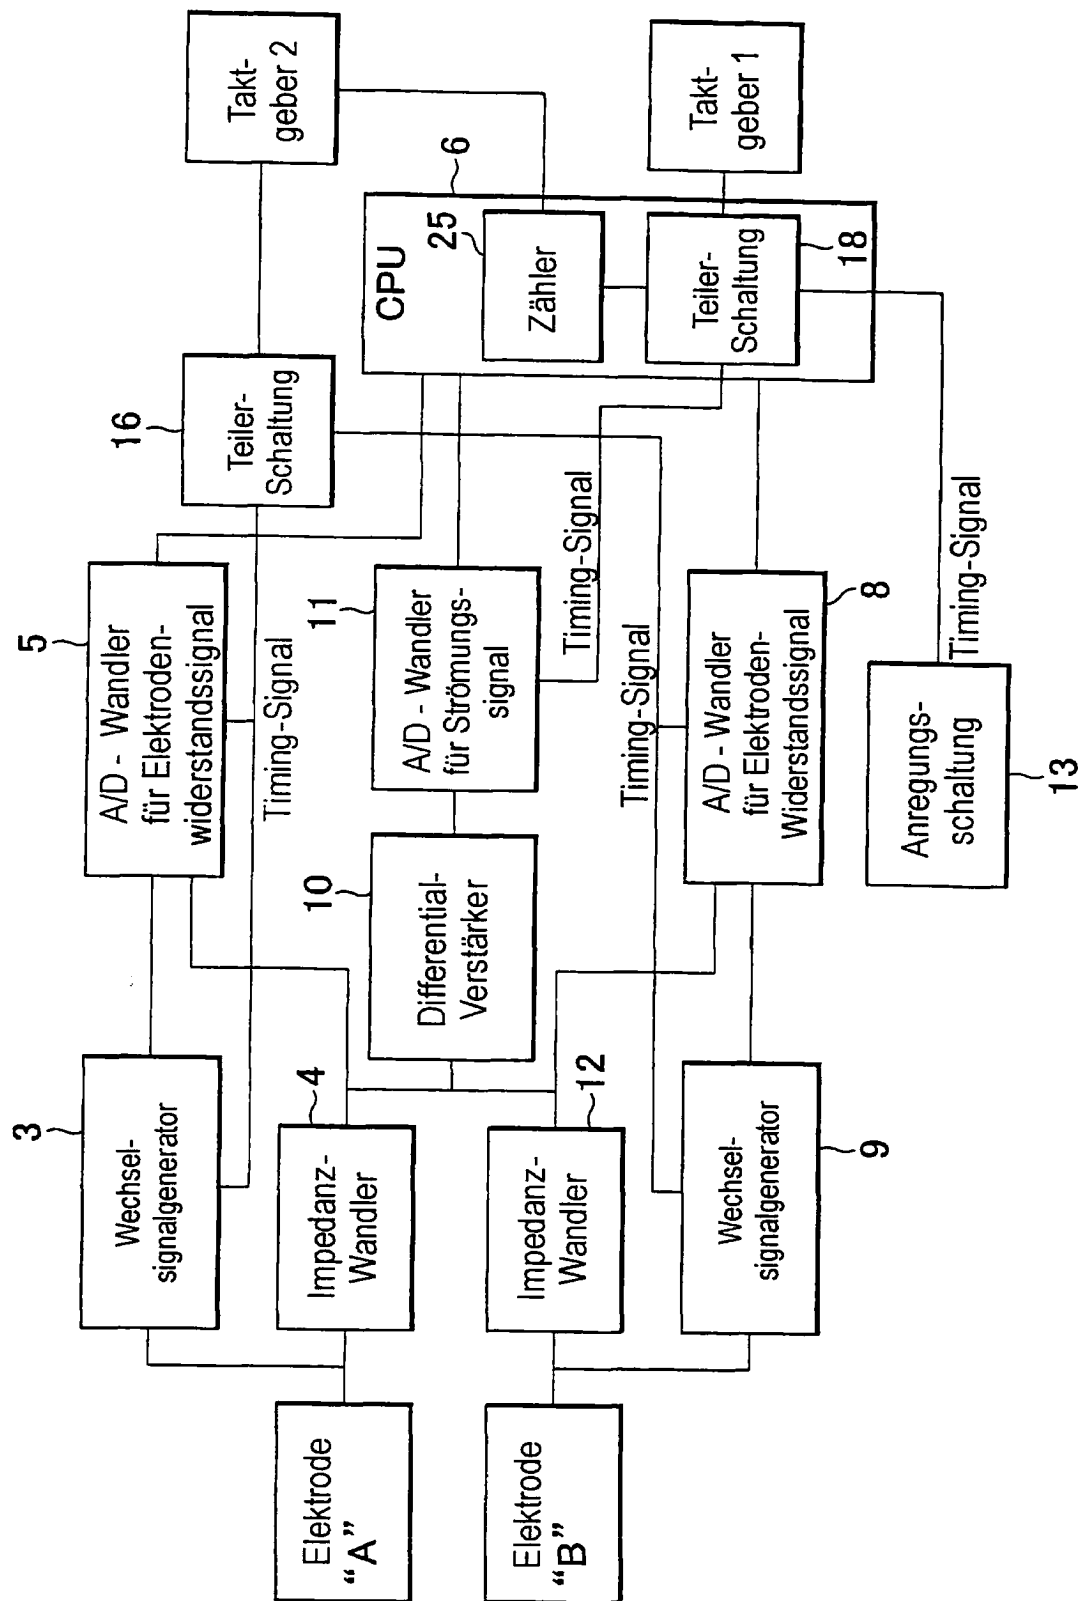 3
Wechsel-
signalgenerator
5
A/D - Wandler
für Elektroden-
widerstandssignal
Timing-Signal
16
Teiler-
Schaltung
Takt-
geber 2
Elektrode
“A”
4
Impedanz-
Wandler
10
Differential-
Verstärker
11
A/D - Wandler
für Strömungs-
signal
Timing-Signal
CPU
6
25
Zähler
Elektrode
“B”
12
Impedanz-
Wandler
Timing-Signal
Teiler-
Schaltung
18
Takt-
geber 1
Wechsel-
signalgenerator
9
A/D - Wandler
für Elektroden-
Widerstandssignal
8
Anregungs-
schaltung
13
Timing-Signal